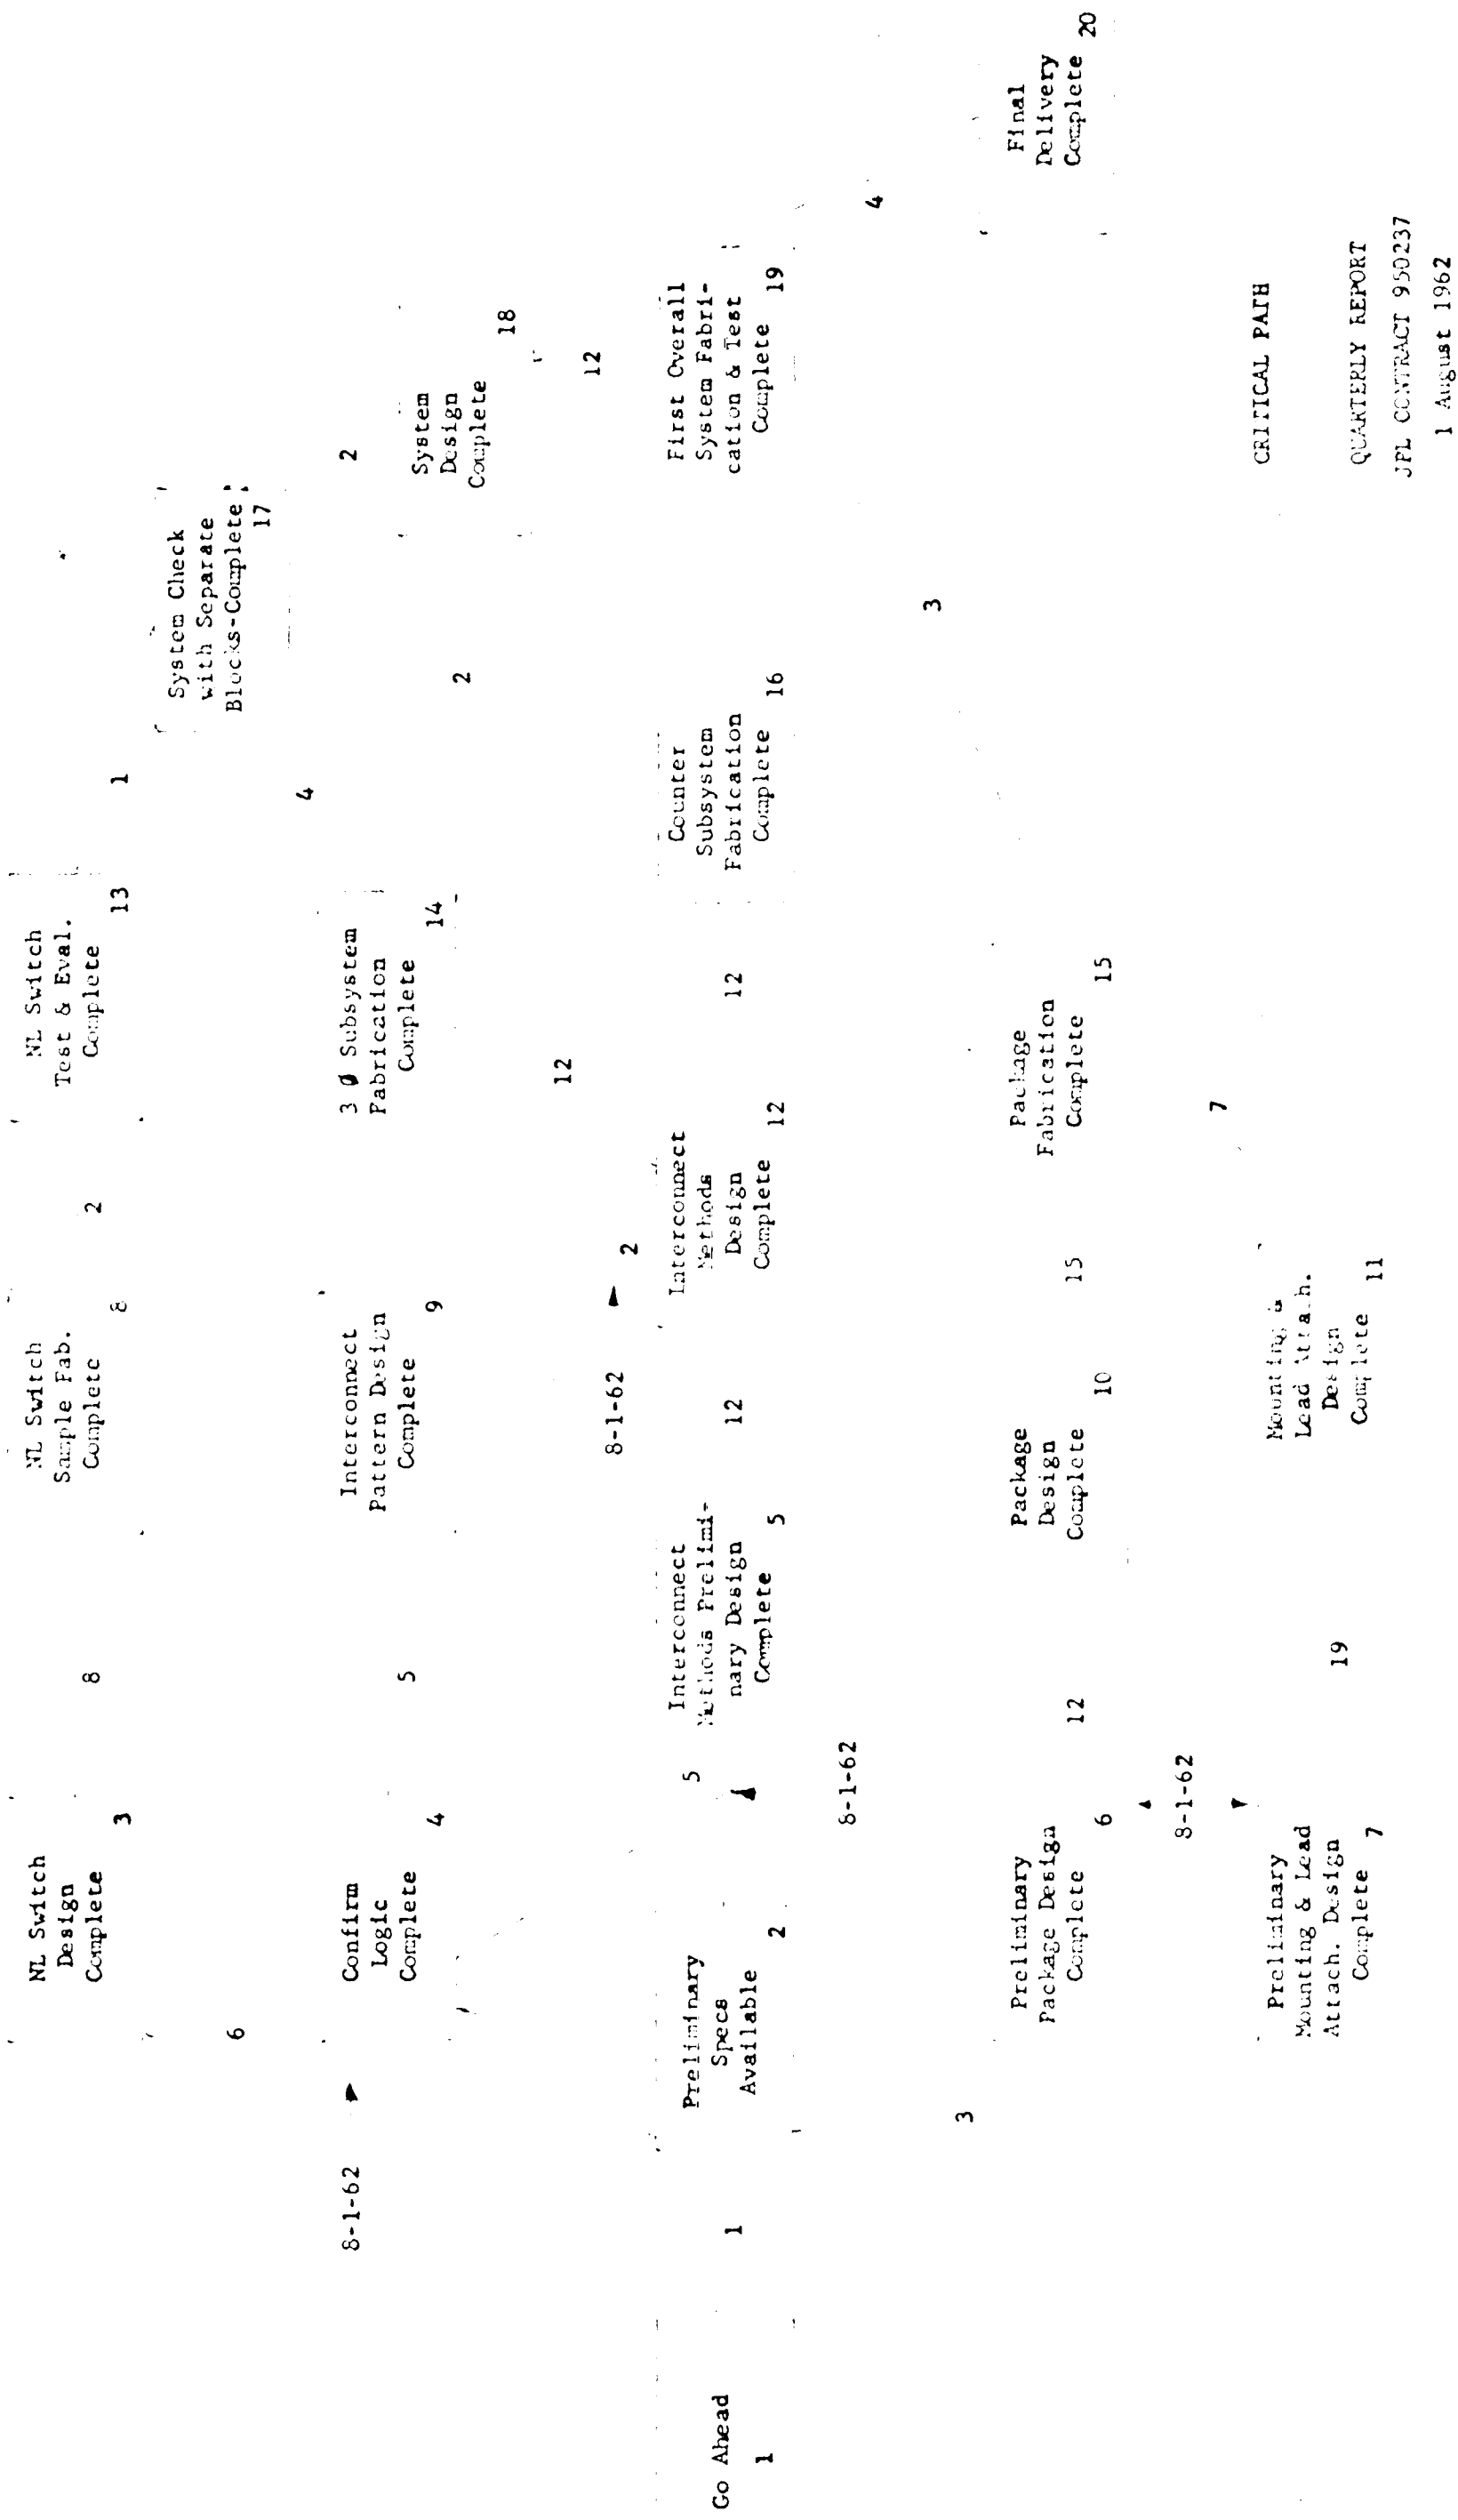 NL Switch
Design
Complete
3
8
NL Switch
Sample Fab.
Complete
8
2
NL Switch
Test & Eval.
Complete
13
1
System Check
with Separate
Blocks-Complete
17
6
4
2
8-1-62
Confirm
Logic
Complete
4
5
Interconnect
Pattern Design
Complete
9
3 Ø Subsystem
Fabrication
Complete
14
2
System
Design
Complete
18
12
12
8-1-62
2
Go Ahead
1
1
Preliminary
Specs
Available
2
5
Interconnect
Methods Prelimi-
nary Design
Complete
5
12
Interconnect
Methods
Design
Complete
12
12
Counter
Subsystem
Fabrication
Complete
16
First Overall
System Fabri-
cation & Test
Complete
19
8-1-62
4
3
3
Preliminary
Package Design
Complete
6
12
Package
Design
Complete
10
15
Package
Fabrication
Complete
15
Final
Delivery
Complete
20
8-1-62
7
Preliminary
Mounting & Lead
Attach. Design
Complete
7
19
Mounting &
Lead Attach.
Design
Complete
11
CRITICAL PATH
QUARTERLY REPORT
JPL CONTRACT 950237
1 August 1962